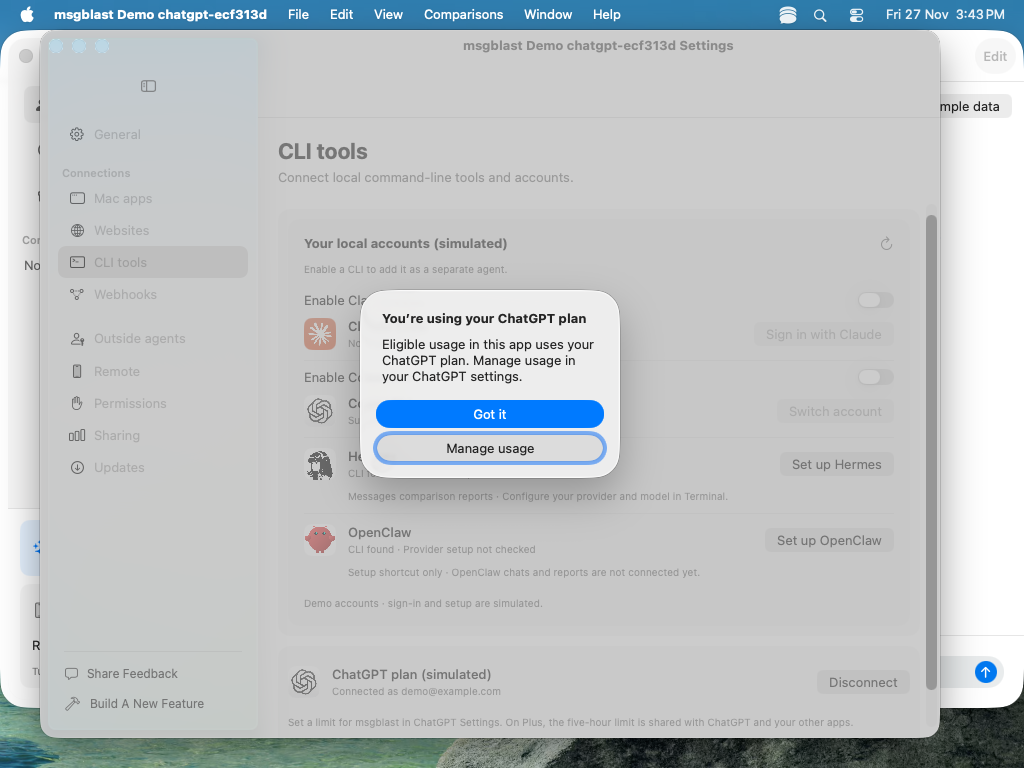 msgblast Demo chatgpt-ecf313d File Edit View Comparisons Window Help Fri 27 Nov 3:43 PM
msgblast Demo chatgpt-ecf313d Settings
Edit
mple data
General
Connections
Mac apps
Websites
CLI tools
Webhooks
Outside agents
Remote
Permissions
Sharing
Updates
Share Feedback
Build A New Feature
CLI tools
Connect local command-line tools and accounts.
Your local accounts (simulated)
Enable a CLI to add it as a separate agent.
Enable Cla
Sign in with Claude
Enable Co
Switch account
You're using your ChatGPT plan
Eligible usage in this app uses your
ChatGPT plan. Manage usage in
your ChatGPT settings.
Got it
Manage usage
He
Set up Hermes
CLI fo
Messages comparison reports · Configure your provider and model in Terminal.
OpenClaw
CLI found · Provider setup not checked
Set up OpenClaw
Setup shortcut only · OpenClaw chats and reports are not connected yet.
Demo accounts · sign-in and setup are simulated.
ChatGPT plan (simulated)
Connected as demo@example.com
Disconnect
Set a limit for msgblast in ChatGPT Settings. On Plus, the five-hour limit is shared with ChatGPT and your other apps.